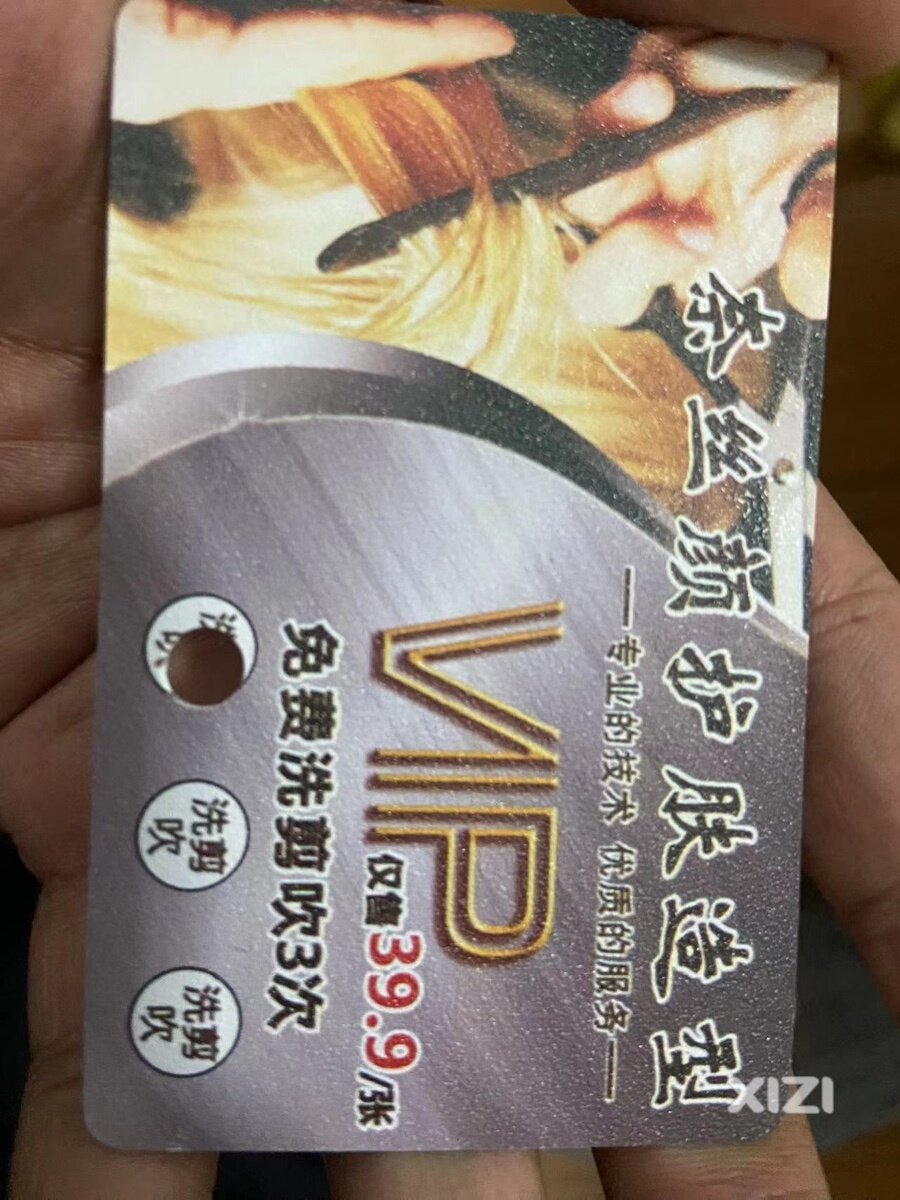 奈丝颜护肤造型
—专业的技术 优质的服务—
VIP
仅售39.9/张
免费洗剪吹3次
洗剪
吹
洗剪
吹
XIZI